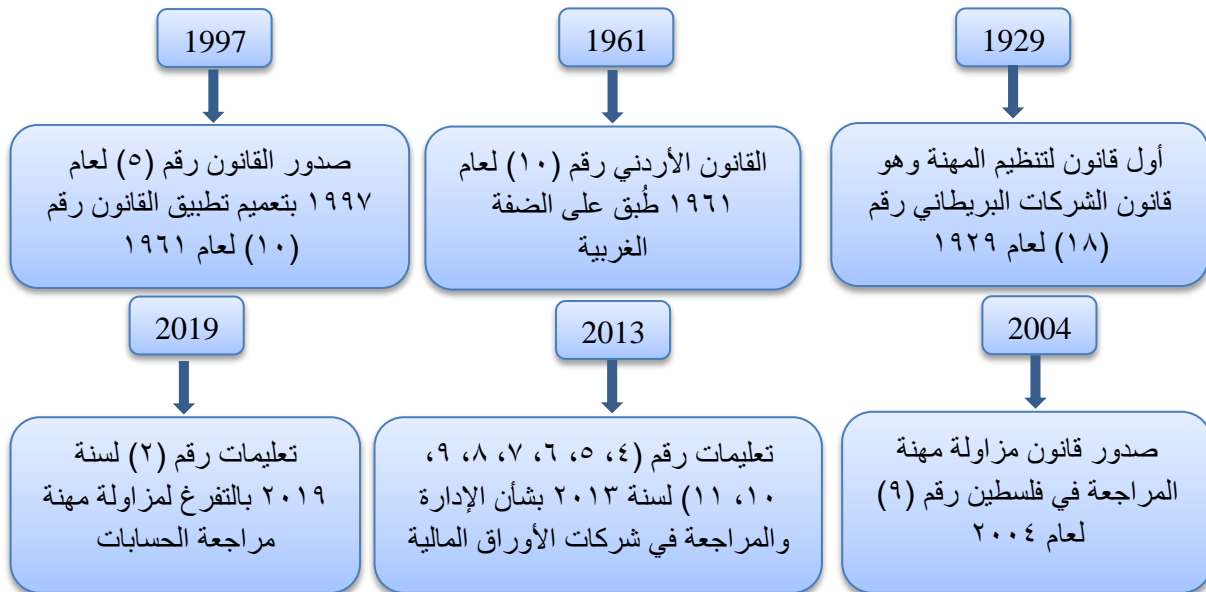 1929
أول قانون لتنظيم المهنة وهو
قانون الشركات البريطاني رقم
(١٨) لعام ١٩٢٩
1961
القانون الأردني رقم (١٠) لعام
١٩٦١ طُبق على الضفة
الغربية
1997
صدور القانون رقم (٥) لعام
١٩٩٧ بتعميم تطبيق القانون رقم
(١٠) لعام ١٩٦١
2004
صدور قانون مزاولة مهنة
المراجعة في فلسطين رقم (٩)
لعام ٢٠٠٤
2013
تعليمات رقم (٤، ٥، ٦، ٧، ٨، ٩،
١٠، ١١) لسنة ٢٠١٣ بشأن الإدارة
والمراجعة في شركات الأوراق المالية
2019
تعليمات رقم (٢) لسنة
٢٠١٩ بالتفرغ لمزاولة مهنة
مراجعة الحسابات